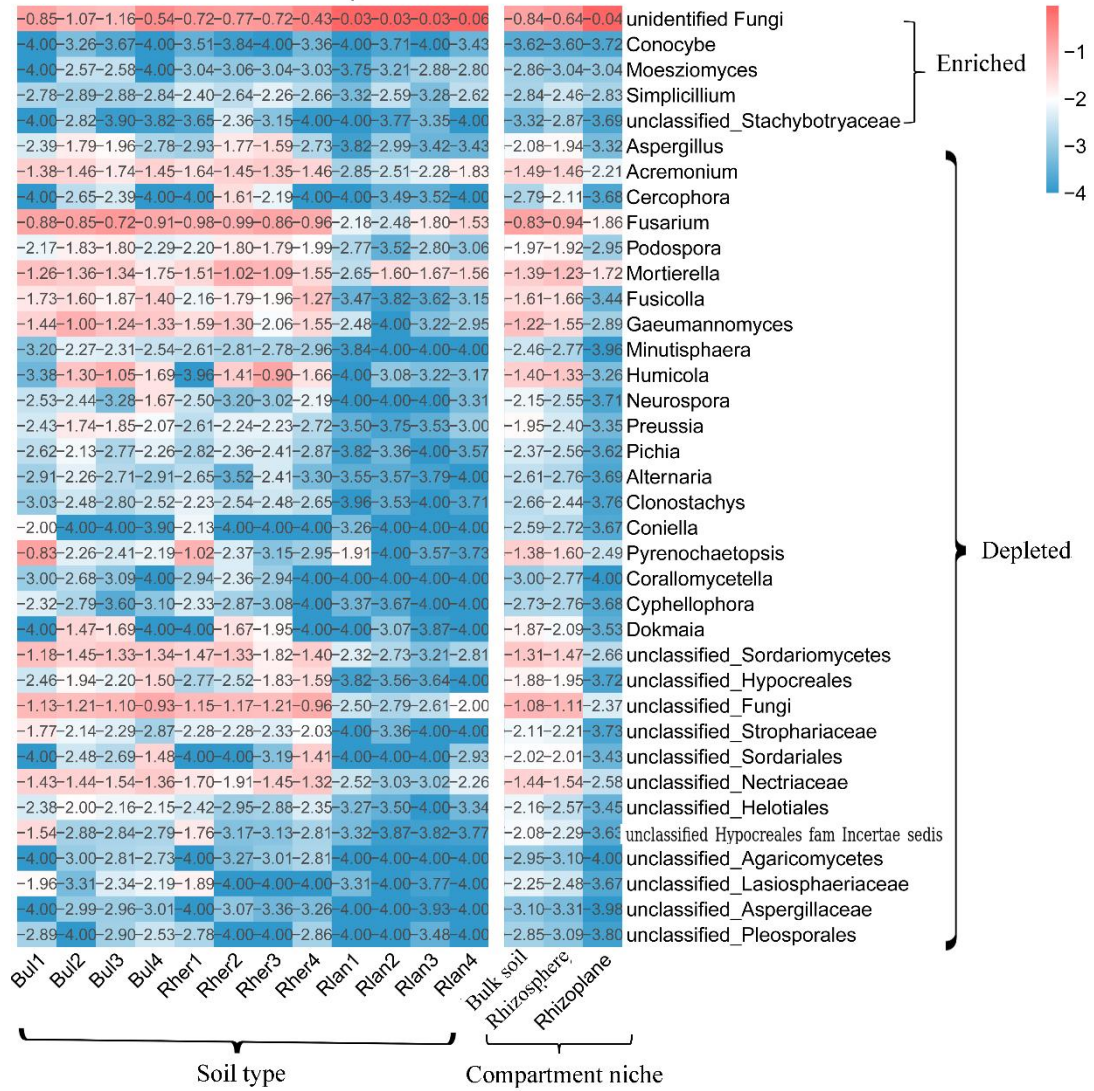 −0.85 −1.07 −1.16 −0.54 −0.72 −0.77 −0.72 −0.43 −0.03 −0.03 −0.03 −0.06 −0.84 −0.64 −0.04 unidentified Fungi
−4.00 −3.26 −3.67 −4.00 −3.51 −3.84 −4.00 −3.36 −4.00 −3.71 −4.00 −3.43 −3.62 −3.60 −3.72 Conocybe
−4.00 −2.57 −2.58 −4.00 −3.04 −3.06 −3.04 −3.03 −3.75 −3.21 −2.88 −2.80 −2.86 −3.04 −3.04 Moesziomyces
−2.78 −2.89 −2.88 −2.84 −2.40 −2.64 −2.26 −2.66 −3.32 −2.59 −3.28 −2.62 −2.84 −2.46 −2.83 Simplicillium
−4.00 −2.82 −3.90 −3.82 −3.65 −2.36 −3.15 −4.00 −4.00 −3.77 −3.35 −4.00 −3.32 −2.87 −3.69 unclassified_Stachybotryaceae
−2.39 −1.79 −1.96 −2.78 −2.93 −1.77 −1.59 −2.73 −3.82 −2.99 −3.42 −3.43 −2.08 −1.94 −3.32 Aspergillus
−1.38 −1.46 −1.74 −1.45 −1.64 −1.45 −1.35 −1.46 −2.85 −2.51 −2.28 −1.83 −1.49 −1.46 −2.21 Acremonium
−4.00 −2.65 −2.39 −4.00 −4.00 −1.61 −2.19 −4.00 −4.00 −3.49 −3.52 −4.00 −2.79 −2.11 −3.68 Cercophora
−0.88 −0.85 −0.72 −0.91 −0.98 −0.99 −0.86 −0.96 −2.18 −2.48 −1.80 −1.53 −0.83 −0.94 −1.86 Fusarium
−2.17 −1.83 −1.80 −2.29 −2.20 −1.80 −1.79 −1.99 −2.77 −3.52 −2.80 −3.06 −1.97 −1.92 −2.95 Podospora
−1.26 −1.36 −1.34 −1.75 −1.51 −1.02 −1.09 −1.55 −2.65 −1.60 −1.67 −1.56 −1.39 −1.23 −1.72 Mortierella
−1.73 −1.60 −1.87 −1.40 −2.16 −1.79 −1.96 −1.27 −3.47 −3.82 −3.62 −3.15 −1.61 −1.66 −3.44 Fusicolla
−1.44 −1.00 −1.24 −1.33 −1.59 −1.30 −2.06 −1.55 −2.48 −4.00 −3.22 −2.95 −1.22 −1.55 −2.89 Gaeumannomyces
−3.20 −2.27 −2.31 −2.54 −2.61 −2.81 −2.78 −2.96 −3.84 −4.00 −4.00 −4.00 −2.46 −2.77 −3.96 Minutisphaera
−3.38 −1.30 −1.05 −1.69 −3.96 −1.41 −0.90 −1.66 −4.00 −3.08 −3.22 −3.17 −1.40 −1.33 −3.26 Humicola
−2.53 −2.44 −3.28 −1.67 −2.50 −3.20 −3.02 −2.19 −4.00 −4.00 −4.00 −3.31 −2.15 −2.55 −3.71 Neurospora
−2.43 −1.74 −1.85 −2.07 −2.61 −2.24 −2.23 −2.72 −3.50 −3.75 −3.53 −3.00 −1.95 −2.40 −3.35 Preussia
−2.62 −2.13 −2.77 −2.26 −2.82 −2.36 −2.41 −2.87 −3.82 −3.36 −4.00 −3.57 −2.37 −2.56 −3.62 Pichia
−2.91 −2.26 −2.71 −2.91 −2.65 −3.52 −2.41 −3.30 −3.55 −3.57 −3.79 −4.00 −2.61 −2.76 −3.69 Alternaria
−3.03 −2.48 −2.80 −2.52 −2.23 −2.54 −2.48 −2.65 −3.96 −3.53 −4.00 −3.71 −2.66 −2.44 −3.76 Clonostachys
−2.00 −4.00 −4.00 −3.90 −2.13 −4.00 −4.00 −4.00 −3.26 −4.00 −4.00 −4.00 −2.59 −2.72 −3.67 Coniella
−0.83 −2.26 −2.41 −2.19 −1.02 −2.37 −3.15 −2.95 −1.91 −4.00 −3.57 −3.73 −1.38 −1.60 −2.49 Pyrenochaetopsis
−3.00 −2.68 −3.09 −4.00 −2.94 −2.36 −2.94 −4.00 −4.00 −4.00 −4.00 −4.00 −3.00 −2.77 −4.00 Corallomycetella
−2.32 −2.79 −3.60 −3.10 −2.33 −2.87 −3.08 −4.00 −3.37 −3.67 −4.00 −4.00 −2.73 −2.76 −3.68 Cyphellophora
−4.00 −1.47 −1.69 −4.00 −4.00 −1.67 −1.95 −4.00 −4.00 −3.07 −3.87 −4.00 −1.87 −2.09 −3.53 Dokmaia
−1.18 −1.45 −1.33 −1.34 −1.47 −1.33 −1.82 −1.40 −2.32 −2.73 −3.21 −2.81 −1.31 −1.47 −2.66 unclassified_Sordariomycetes
−2.46 −1.94 −2.20 −1.50 −2.77 −2.52 −1.83 −1.59 −3.82 −3.56 −3.64 −4.00 −1.88 −1.95 −3.72 unclassified_Hypocreales
−1.13 −1.21 −1.10 −0.93 −1.15 −1.17 −1.21 −0.96 −2.50 −2.79 −2.61 −2.00 −1.08 −1.11 −2.37 unclassified_Fungi
−1.77 −2.14 −2.29 −2.87 −2.28 −2.28 −2.33 −2.03 −4.00 −3.36 −4.00 −4.00 −2.11 −2.21 −3.73 unclassified_Strophariaceae
−4.00 −2.48 −2.69 −1.48 −4.00 −4.00 −3.19 −1.41 −4.00 −4.00 −4.00 −2.93 −2.02 −2.01 −3.43 unclassified_Sordariales
−1.43 −1.44 −1.54 −1.36 −1.70 −1.91 −1.45 −1.32 −2.52 −3.03 −3.02 −2.26 −1.44 −1.54 −2.58 unclassified_Nectriaceae
−2.38 −2.00 −2.16 −2.15 −2.42 −2.95 −2.88 −2.35 −3.27 −3.50 −4.00 −3.34 −2.16 −2.57 −3.45 unclassified_Helotiales
−1.54 −2.88 −2.84 −2.79 −1.76 −3.17 −3.13 −2.81 −3.32 −3.87 −3.82 −3.77 −2.08 −2.29 −3.63 unclassified Hypocreales fam Incertae sedis
−4.00 −3.00 −2.81 −2.73 −4.00 −3.27 −3.01 −2.81 −4.00 −4.00 −4.00 −4.00 −2.95 −3.10 −4.00 unclassified_Agaricomycetes
−1.96 −3.31 −2.34 −2.19 −1.89 −4.00 −4.00 −4.00 −3.31 −4.00 −3.77 −4.00 −2.25 −2.48 −3.67 unclassified_Lasiosphaeriaceae
−4.00 −2.99 −2.96 −3.01 −4.00 −3.07 −3.36 −3.26 −4.00 −4.00 −3.93 −4.00 −3.10 −3.31 −3.98 unclassified_Aspergillaceae
−2.89 −4.00 −2.90 −2.53 −2.78 −4.00 −4.00 −2.86 −4.00 −4.00 −3.48 −4.00 −2.85 −3.09 −3.80 unclassified_Pleosporales
Bul1 Bul2 Bul3 Bul4 Rher1 Rher2 Rher3 Rher4 Rlan1 Rlan2 Rlan3 Rlan4 Bulk soil Rhizosphere Rhizoplane
Soil type
Compartment niche
Enriched
Depleted
−1
−2
−3
−4